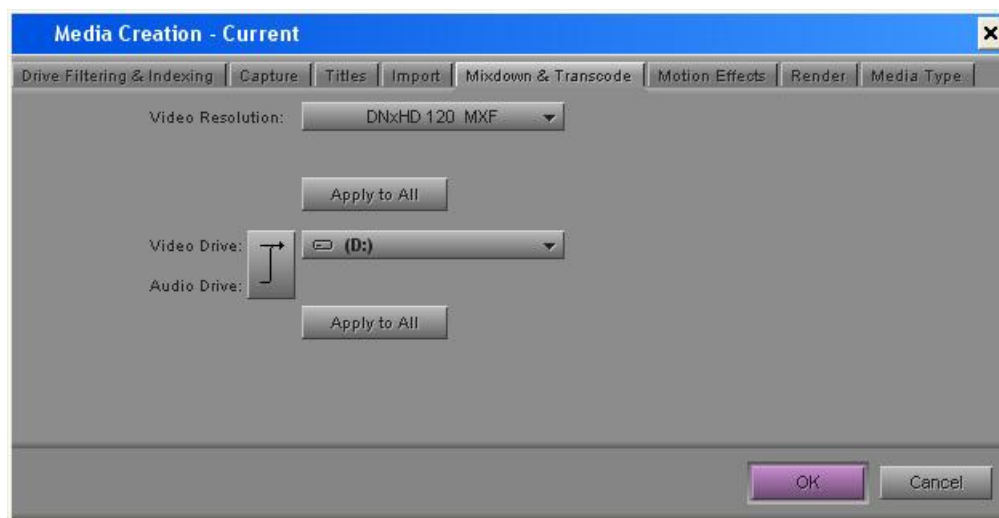 Media Creation - Current
Drive Filtering & Indexing Capture Titles Import Mixdown & Transcode Motion Effects Render Media Type
Video Resolution: DNxHD 120 MXF
Apply to All
Video Drive: (D:)
Audio Drive:
Apply to All
OK Cancel